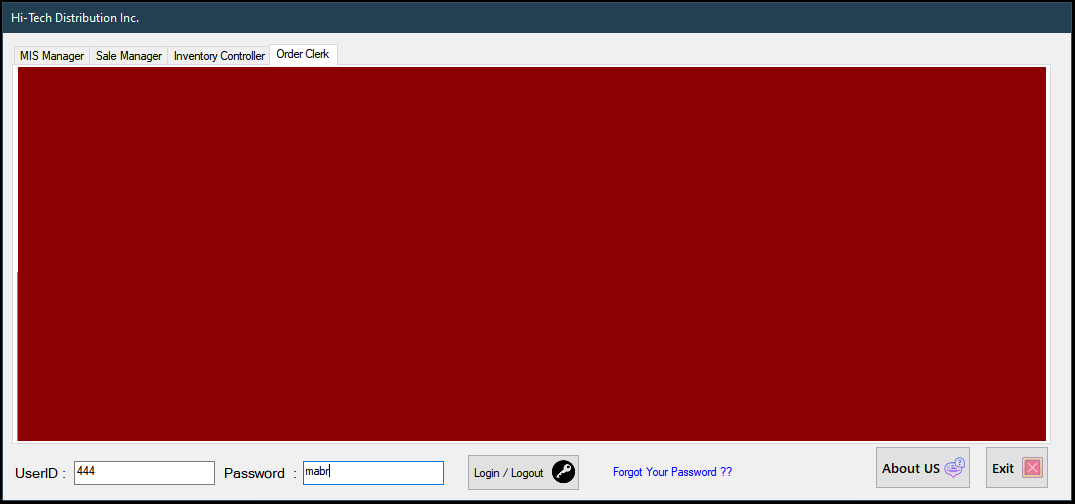 Hi-Tech Distribution Inc.
MIS Manager Sale Manager Inventory Controller Order Clerk
UserID : 444 Password : mabr Login / Logout Forgot Your Password ?? About US Exit